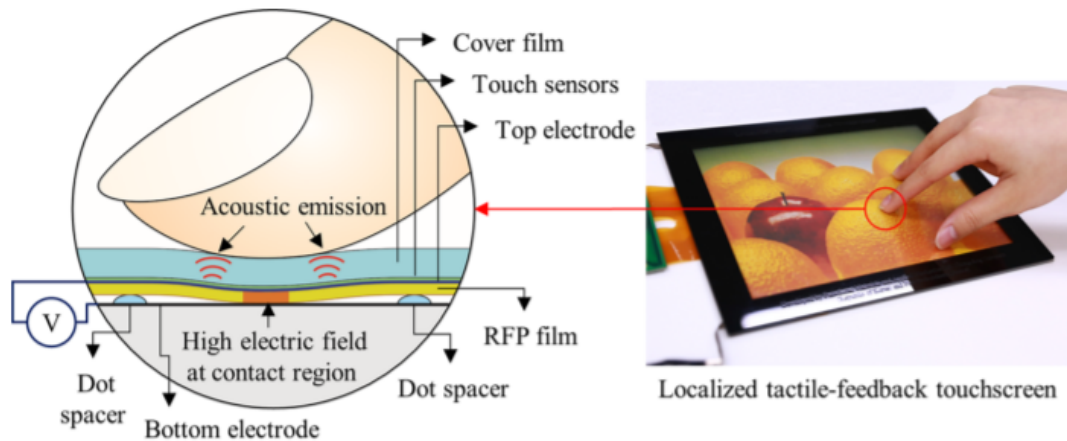 Cover film
Touch sensors
Top electrode
Acoustic emission
V
High electric field
at contact region
RFP film
Dot
spacer
Dot spacer
Bottom electrode
Localized tactile-feedback touchscreen